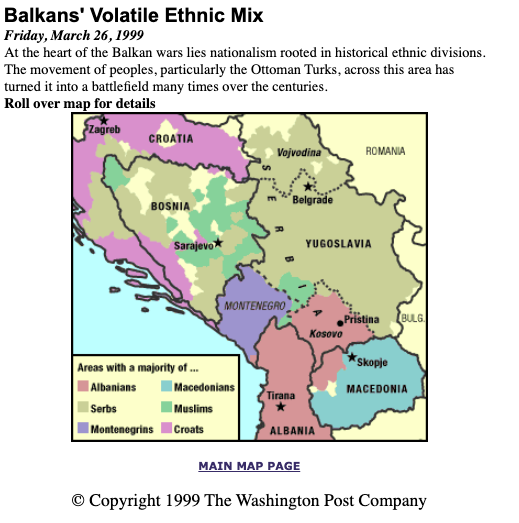 Balkans' Volatile Ethnic Mix
Friday, March 26, 1999
At the heart of the Balkan wars lies nationalism rooted in historical ethnic divisions.
The movement of peoples, particularly the Ottoman Turks, across this area has
turned it into a battlefield many times over the centuries.
Roll over map for details
Zagreb
CROATIA
Vojvodina
ROMANIA
BOSNIA
Belgrade
SERBIA
Sarajevo
YUGOSLAVIA
MONTENEGRO
Pristina
Kosovo
BULG.
Skopje
MACEDONIA
Tirana
ALBANIA
Areas with a majority of ...
Albanians
Macedonians
Serbs
Muslims
Montenegrins
Croats
MAIN MAP PAGE
© Copyright 1999 The Washington Post Company